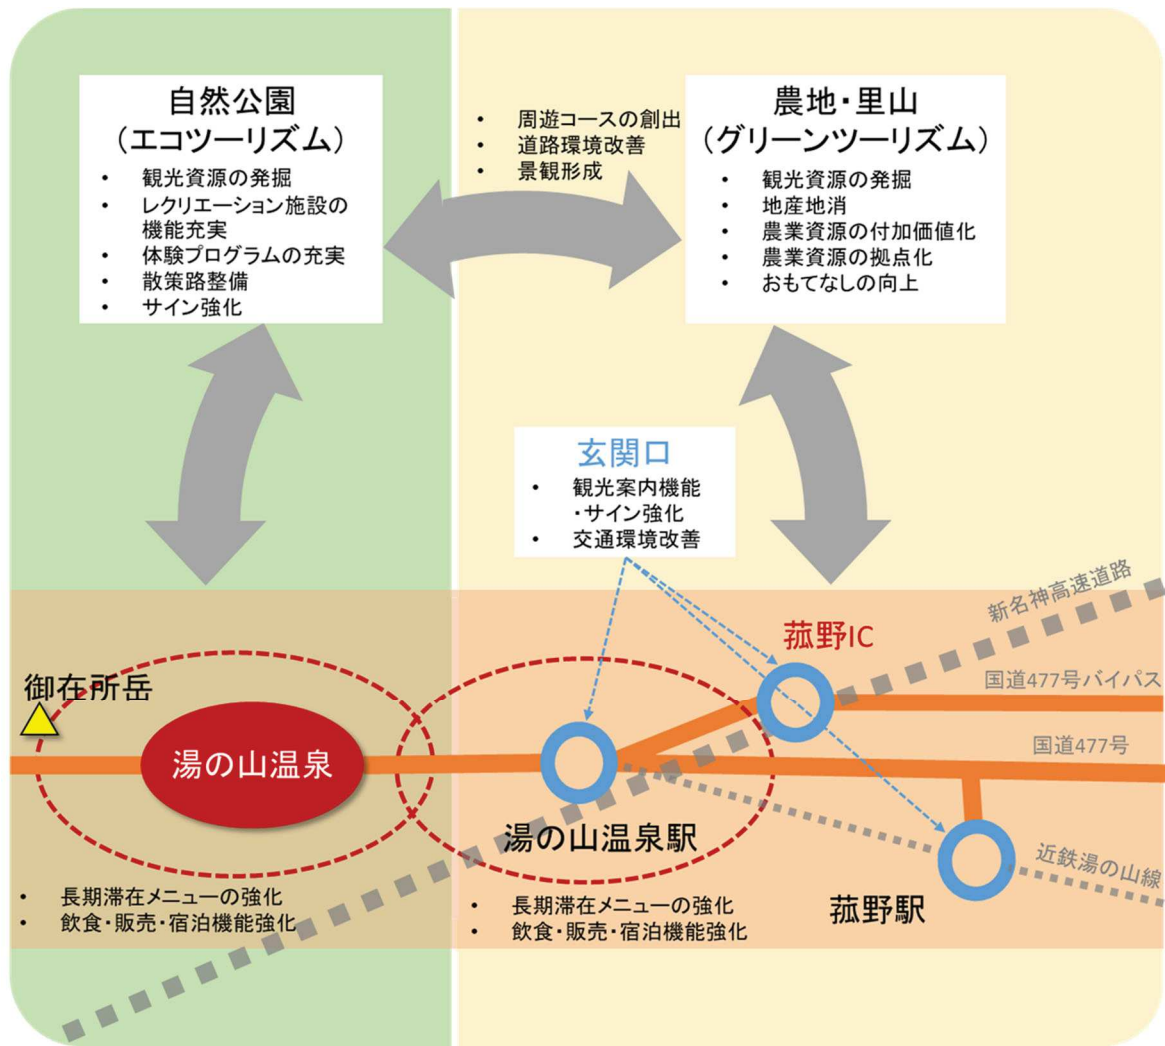 自然公園
(エコツーリズム)
• 観光資源の発掘
• レクリエーション施設の
機能充実
• 体験プログラムの充実
• 散策路整備
• サイン強化
• 周遊コースの創出
• 道路環境改善
• 景観形成
農地・里山
(グリーンツーリズム)
• 観光資源の発掘
• 地産地消
• 農業資源の付加価値化
• 農業資源の拠点化
• おもてなしの向上
玄関口
• 観光案内機能
・サイン強化
• 交通環境改善
新名神高速道路
菰野IC
国道477号バイパス
御在所岳
国道477号
湯の山温泉
湯の山温泉駅
近鉄湯の山線
菰野駅
• 長期滞在メニューの強化
• 飲食・販売・宿泊機能強化
• 長期滞在メニューの強化
• 飲食・販売・宿泊機能強化